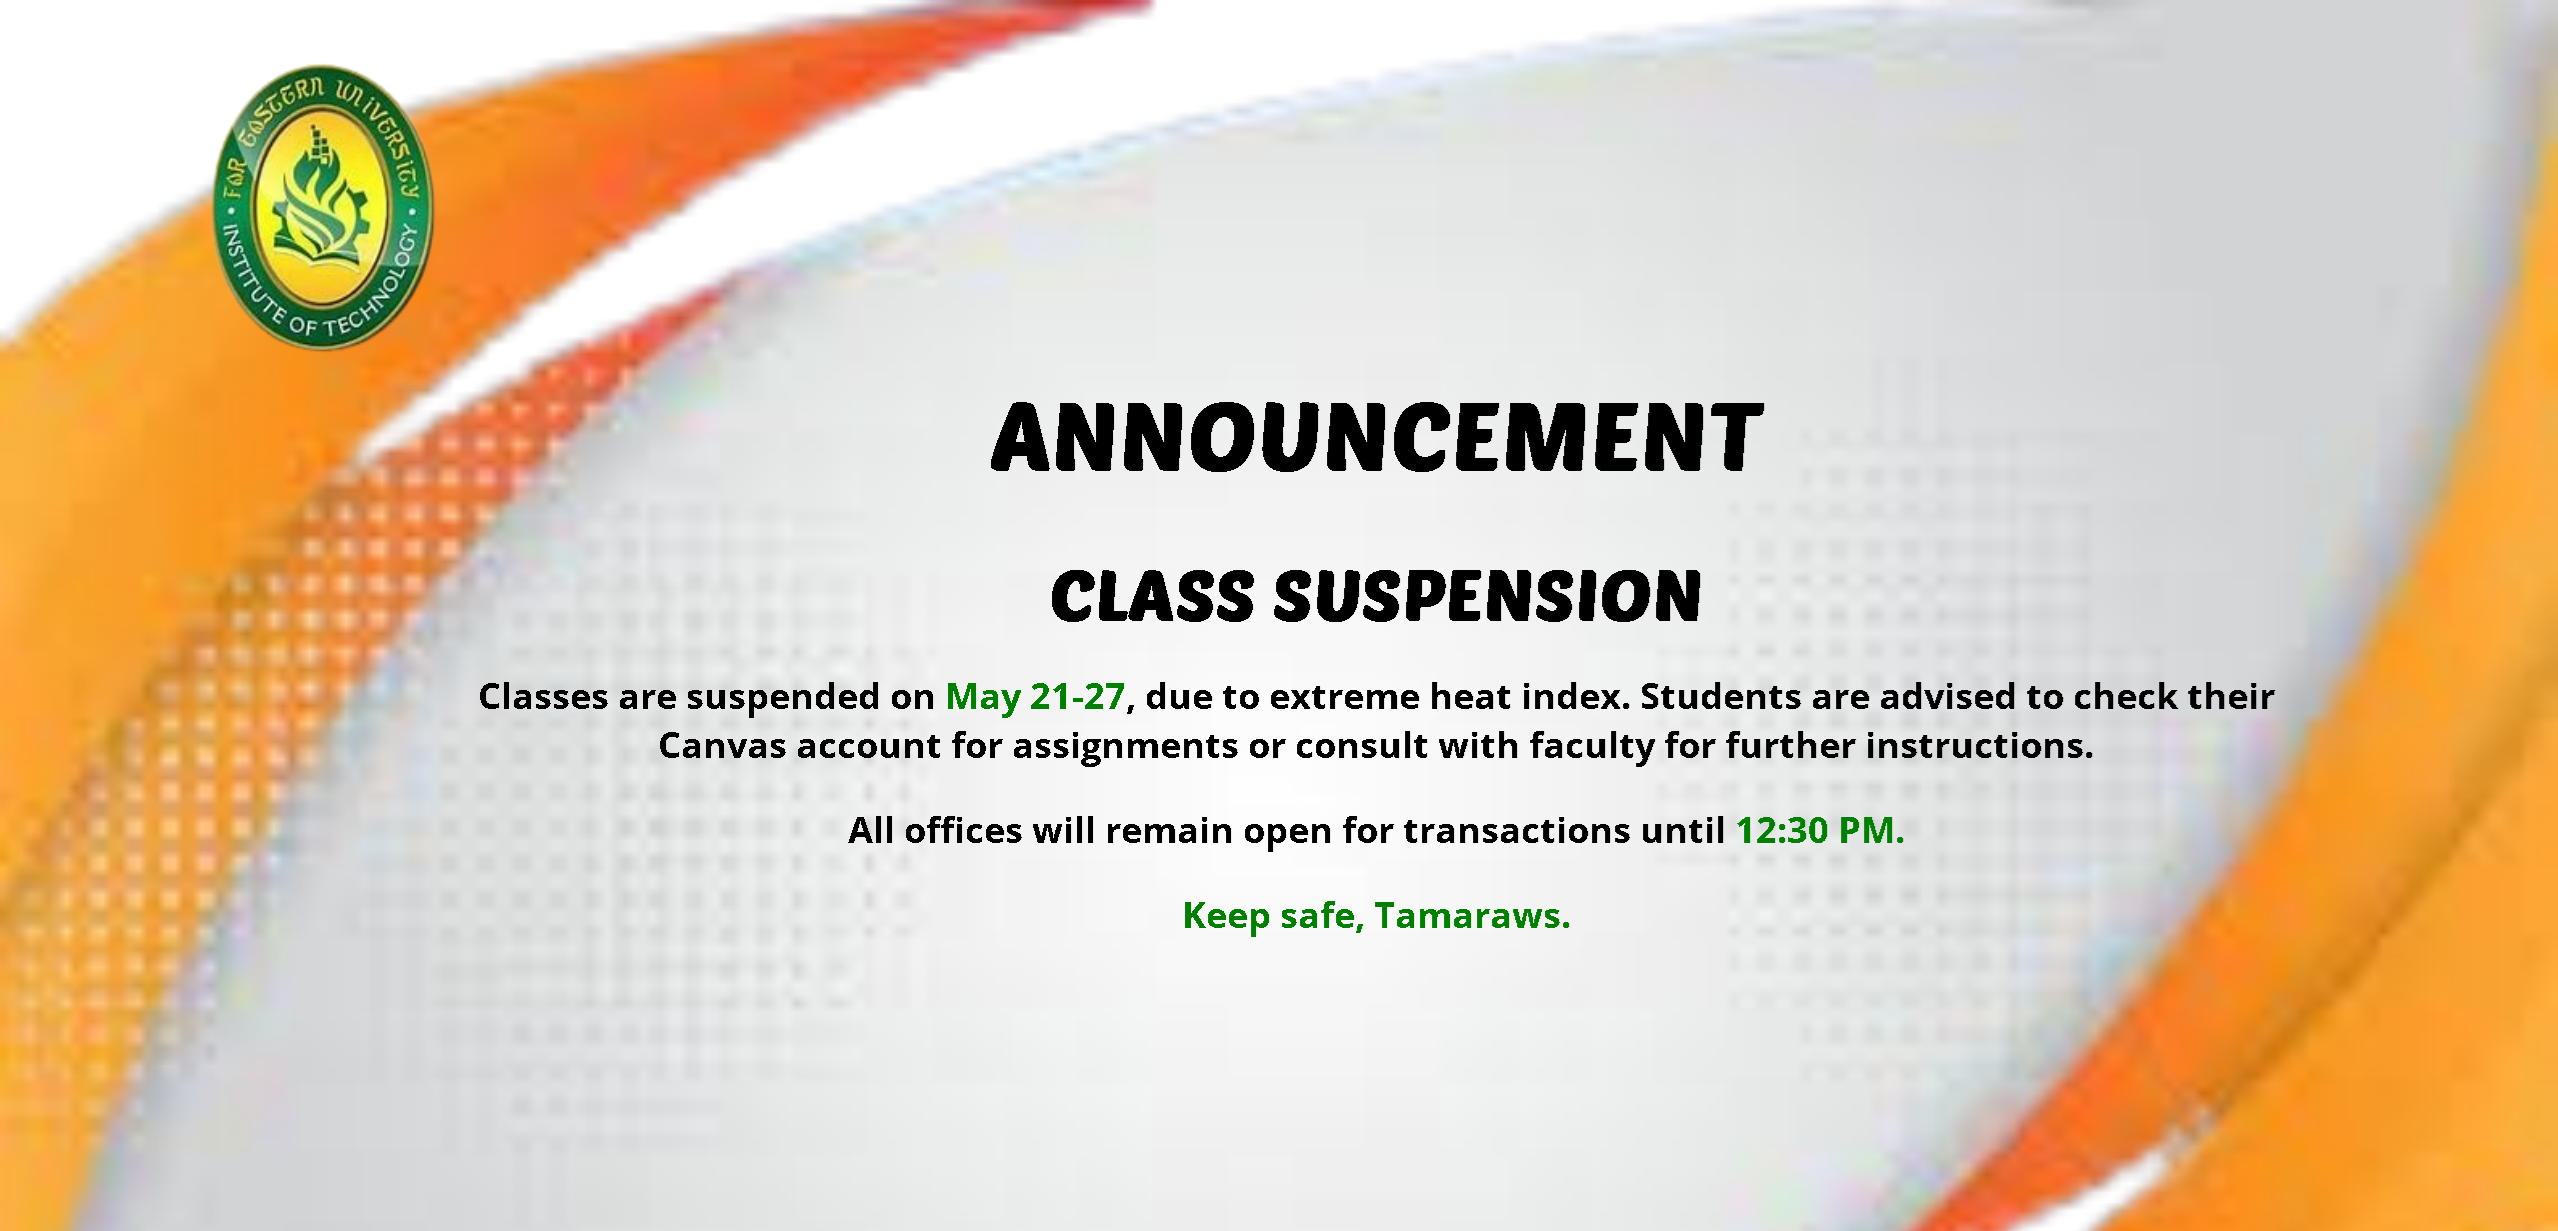 FAR EASTERN UNIVERSITY
INSTITUTE OF TECHNOLOGY
ANNOUNCEMENT
CLASS SUSPENSION
Classes are suspended on May 21-27, due to extreme heat index. Students are advised to check their
Canvas account for assignments or consult with faculty for further instructions.
All offices will remain open for transactions until 12:30 PM.
Keep safe, Tamaraws.